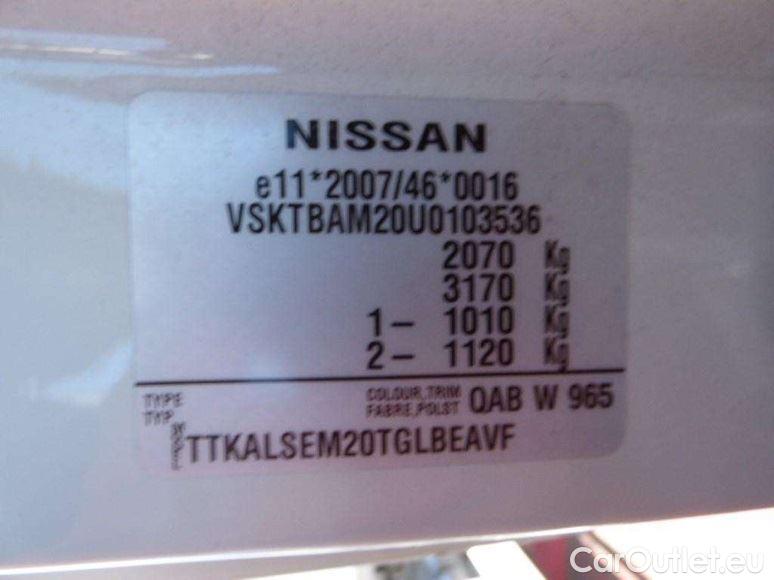 NISSAN
e11*2007/46*0016
VSKTBAM20U0103536
2070 Kg
3170 Kg
1– 1010 Kg
2– 1120 Kg
TYPE COLOUR,TRIM QAB W 965
TYP FABRE,POLST
TTKALSEM20TGLBEAVF
CarOutlet.eu